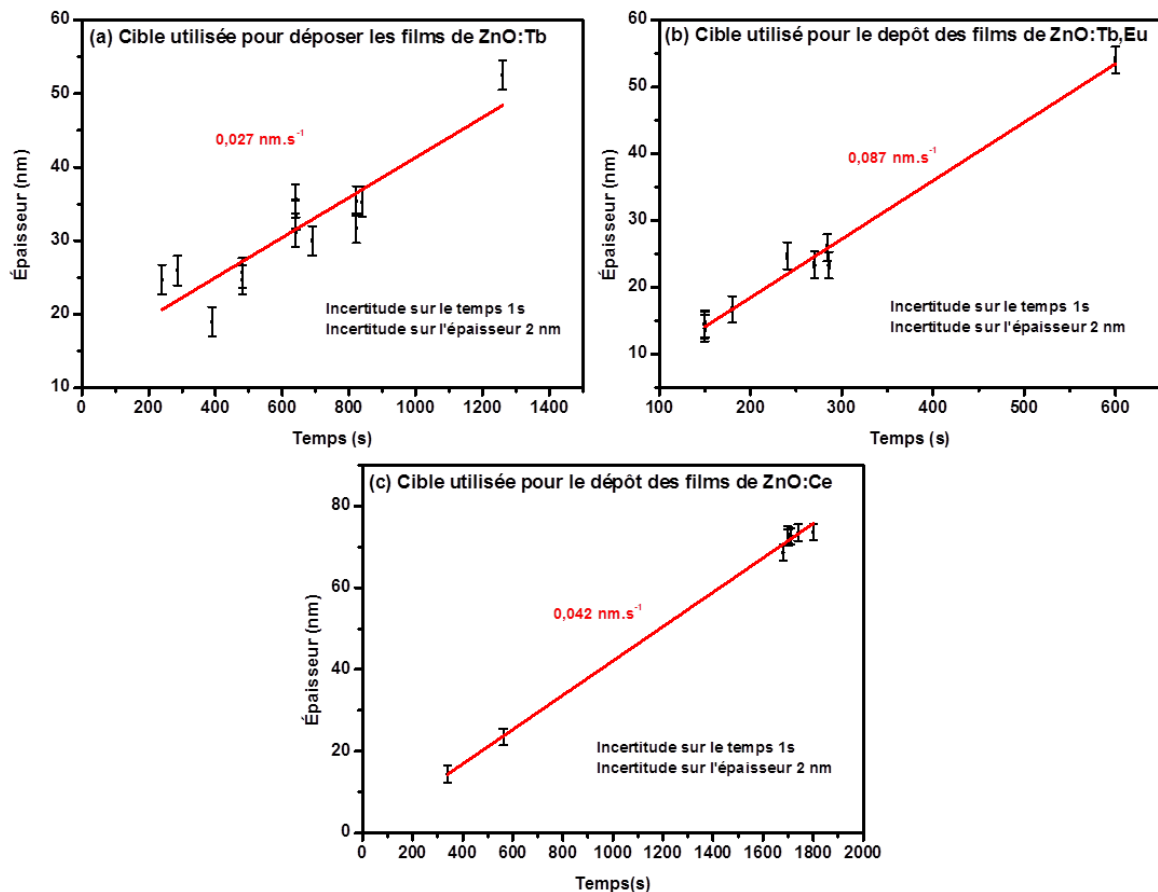 (a) Cible utilisée pour déposer les films de ZnO:Tb
0,027 nm.s⁻¹
Incertitude sur le temps 1s
Incertitude sur l'épaisseur 2 nm
Épaisseur (nm)
60
50
40
30
20
10
0 200 400 600 800 1000 1200 1400
Temps (s)
(b) Cible utilisé pour le depôt des films de ZnO:Tb,Eu
0,087 nm.s⁻¹
Incertitude sur le temps 1s
Incertitude sur l'épaisseur 2 nm
Épaisseur (nm)
60
50
40
30
20
10
100 200 300 400 500 600
Temps (s)
(c) Cible utilisée pour le dépôt des films de ZnO:Ce
0,042 nm.s⁻¹
Incertitude sur le temps 1s
Incertitude sur l'épaisseur 2 nm
Épaisseur (nm)
80
60
40
20
0
0 200 400 600 800 1000 1200 1400 1600 1800 2000
Temps(s)